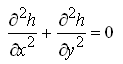 ∂²h/∂x² + ∂²h/∂y² = 0